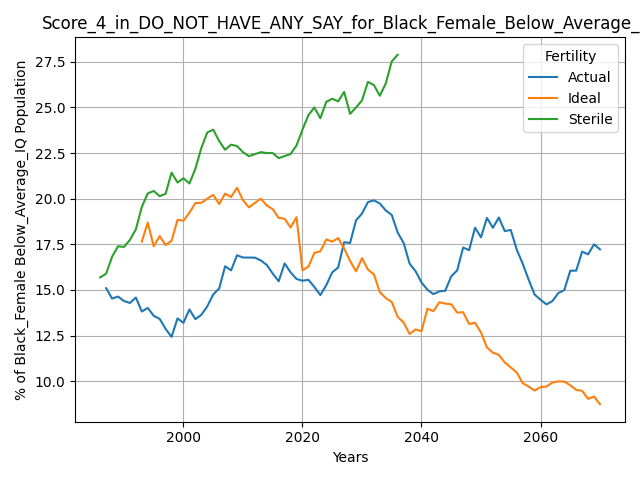 Score_4_in_DO_NOT_HAVE_ANY_SAY_for_Black_Female_Below_Average_
Fertility
Actual
Ideal
Sterile
% of Black_Female Below_Average_IQ Population
27.5
25.0
22.5
20.0
17.5
15.0
12.5
10.0
2000 2020 2040 2060
Years